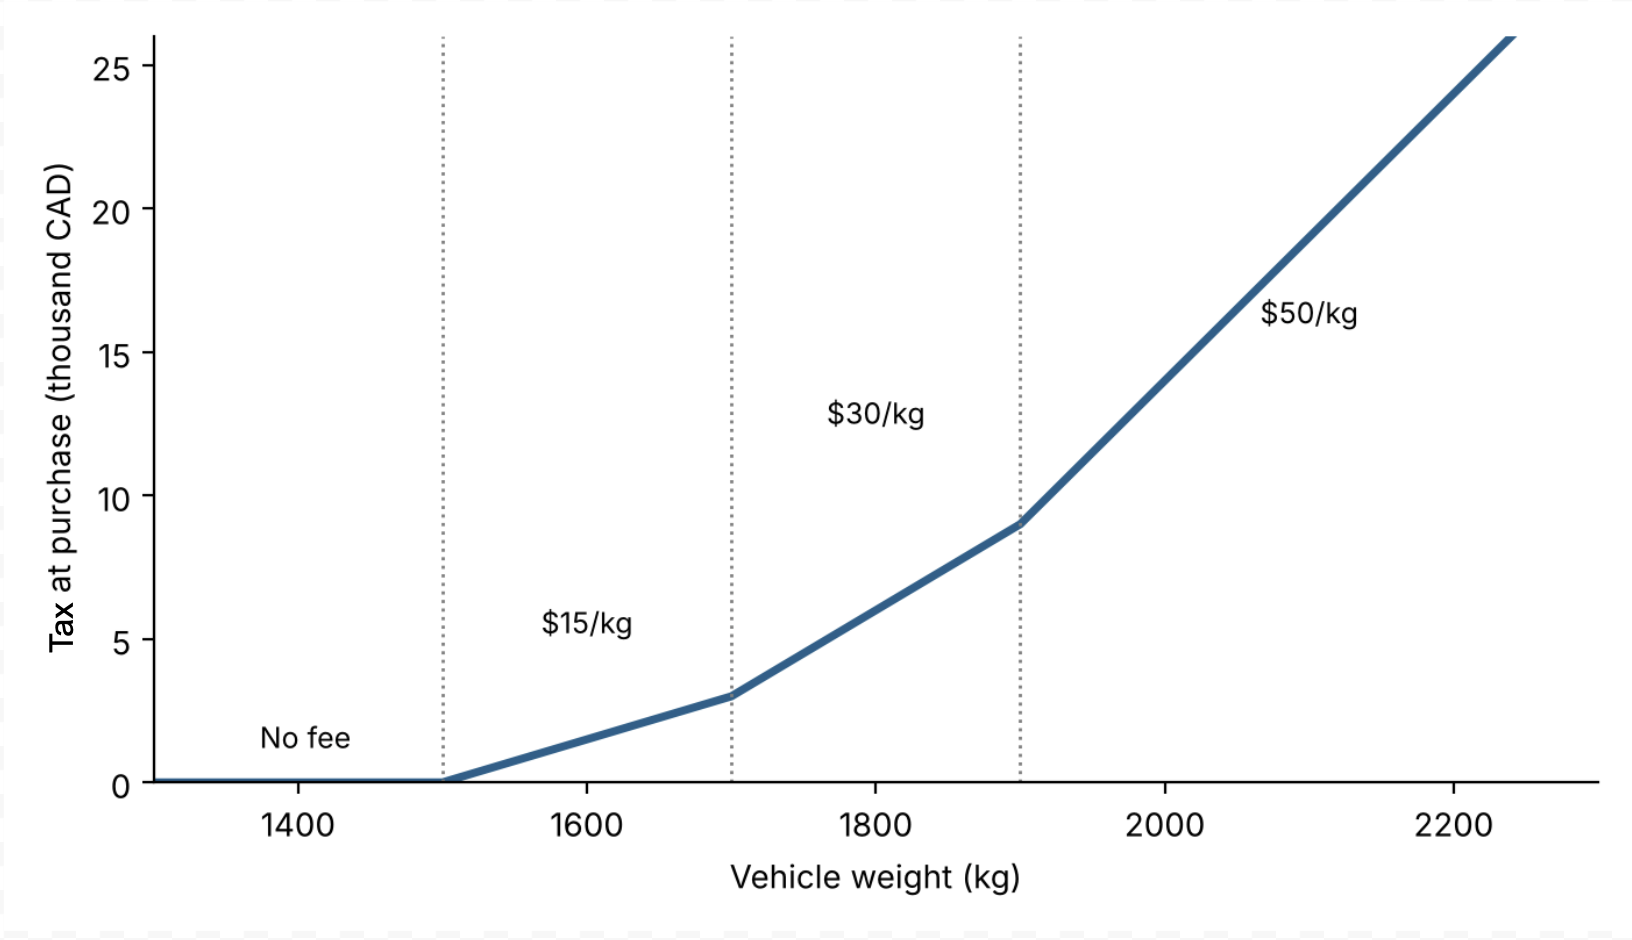 25
20
15
10
5
0
Tax at purchase (thousand CAD)
No fee
$15/kg
$30/kg
$50/kg
1400 1600 1800 2000 2200
Vehicle weight (kg)